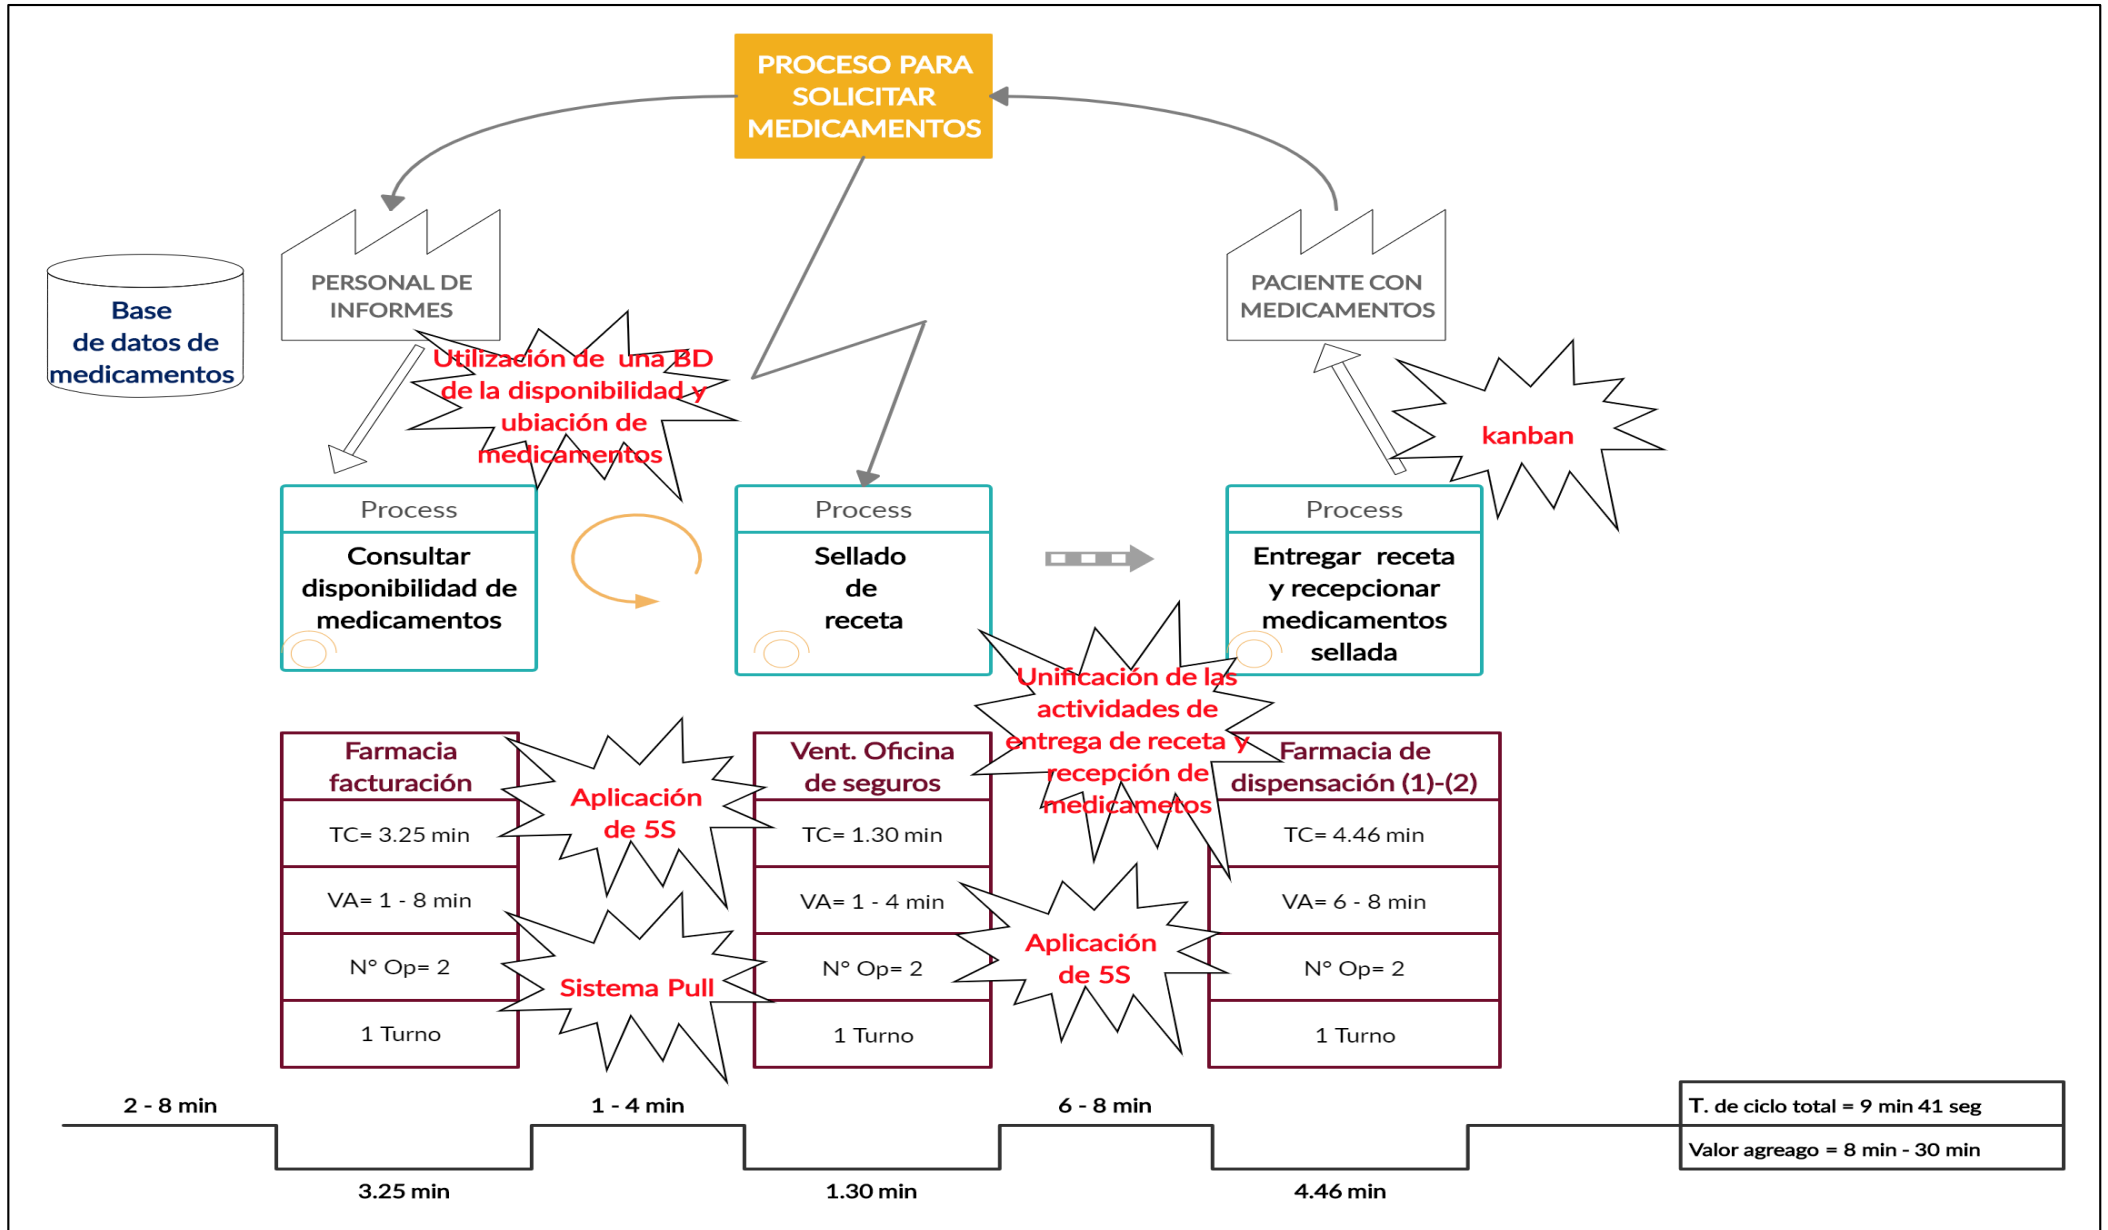 PROCESO PARA
SOLICITAR
MEDICAMENTOS
Base
de datos de
medicamentos
PERSONAL DE
INFORMES
PACIENTE CON
MEDICAMENTOS
Utilización de una BD
de la disponibilidad y
ubiación de
medicamentos
kanban
Process
Consultar
disponibilidad de
medicamentos
Process
Sellado
de
receta
Process
Entregar receta
y recepcionar
medicamentos
sellada
Unificación de las
actividades de
entrega de receta y
recepción de
medicametos
Farmacia
facturación
TC= 3.25 min
VA= 1 - 8 min
N° Op= 2
1 Turno
Aplicación
de 5S
Sistema Pull
Vent. Oficina
de seguros
TC= 1.30 min
VA= 1 - 4 min
N° Op= 2
1 Turno
Aplicación
de 5S
Farmacia de
dispensación (1)-(2)
TC= 4.46 min
VA= 6 - 8 min
N° Op= 2
1 Turno
2 - 8 min
3.25 min
1 - 4 min
1.30 min
6 - 8 min
4.46 min
T. de ciclo total = 9 min 41 seg
Valor agreago = 8 min - 30 min